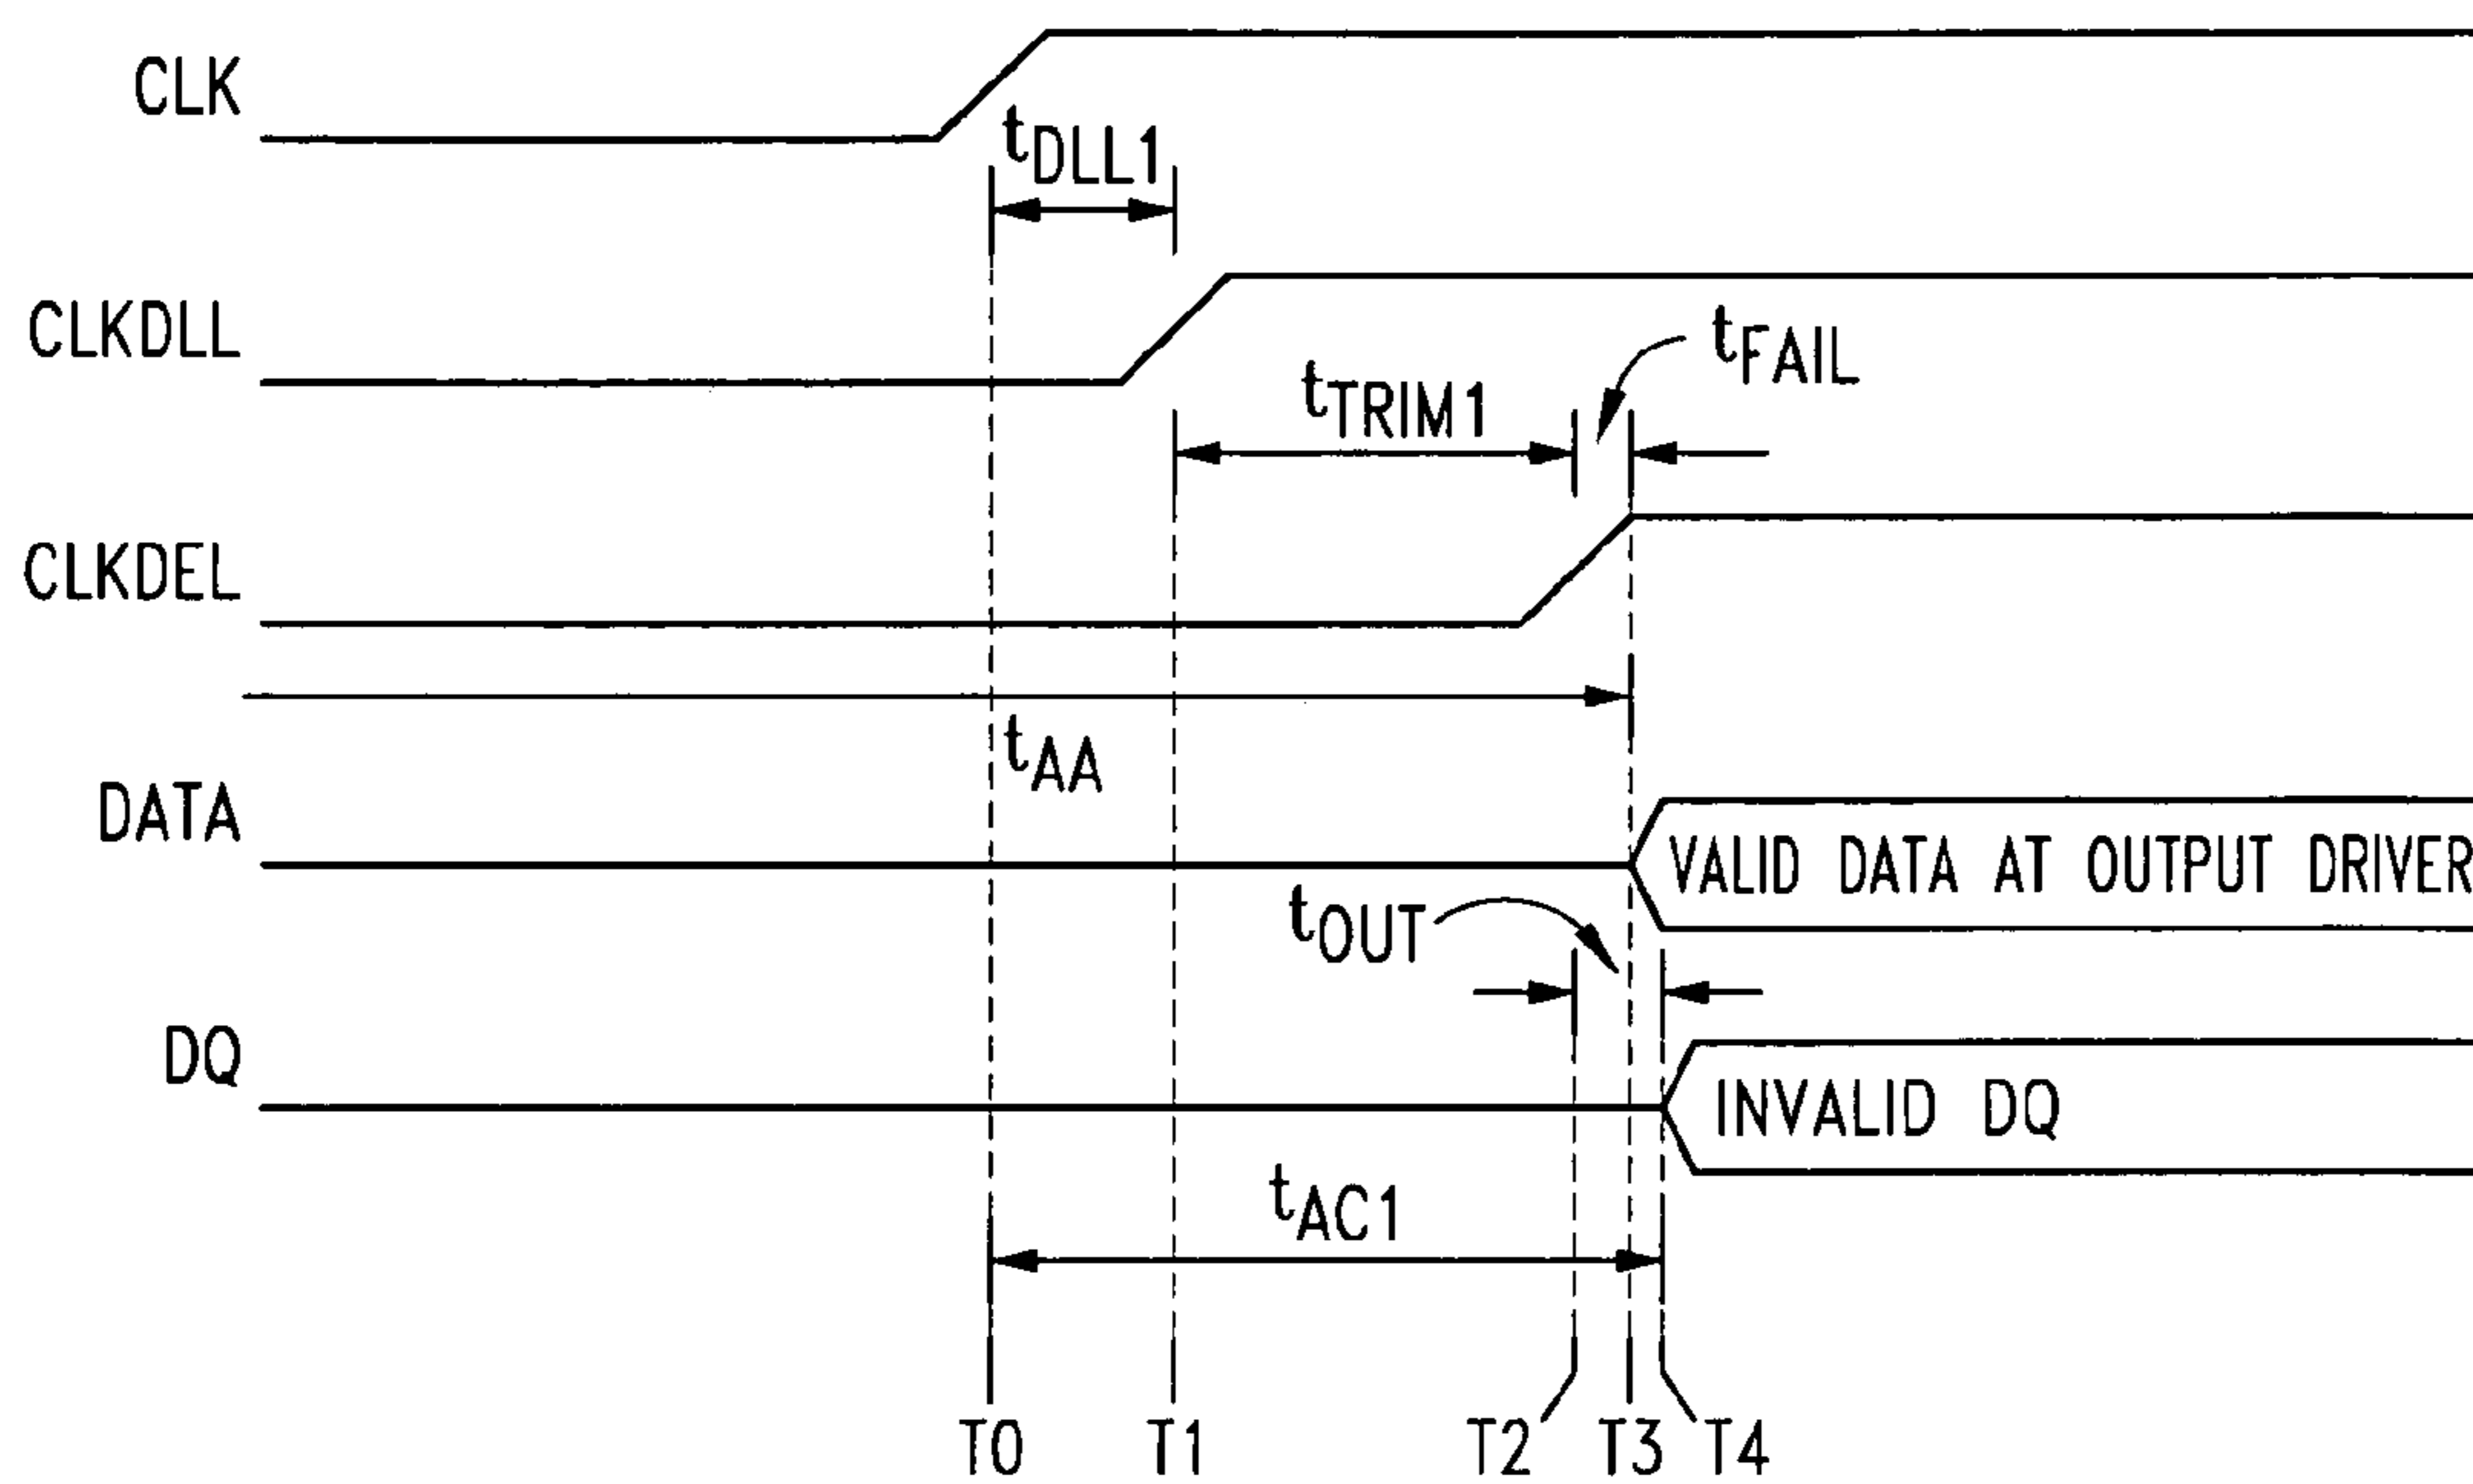 CLK
tDLL1
CLKDLL
tFAIL
tTRIM1
CLKDEL
tAA
DATA
VALID DATA AT OUTPUT DRIVER
tOUT
DQ
INVALID DQ
tAC1
T0 T1 T2 T3 T4